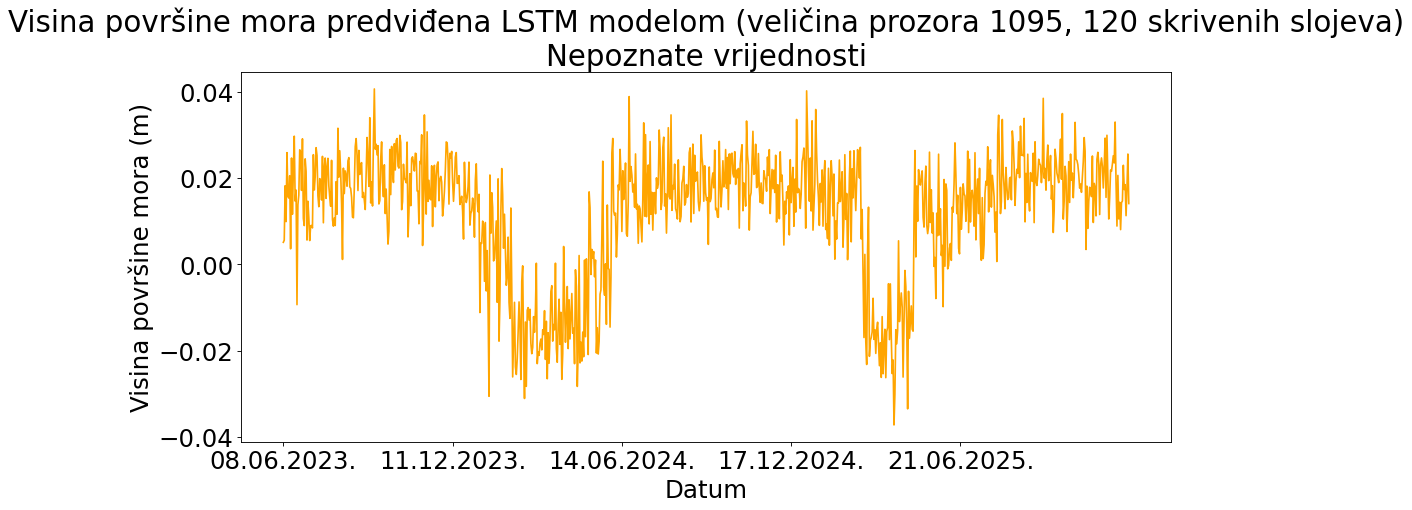 Visina površine mora predviđena LSTM modelom (veličina prozora 1095, 120 skrivenih slojeva)
Nepoznate vrijednosti
Visina površine mora (m)
0.04
0.02
0.00
−0.02
−0.04
08.06.2023. 11.12.2023. 14.06.2024. 17.12.2024. 21.06.2025.
Datum